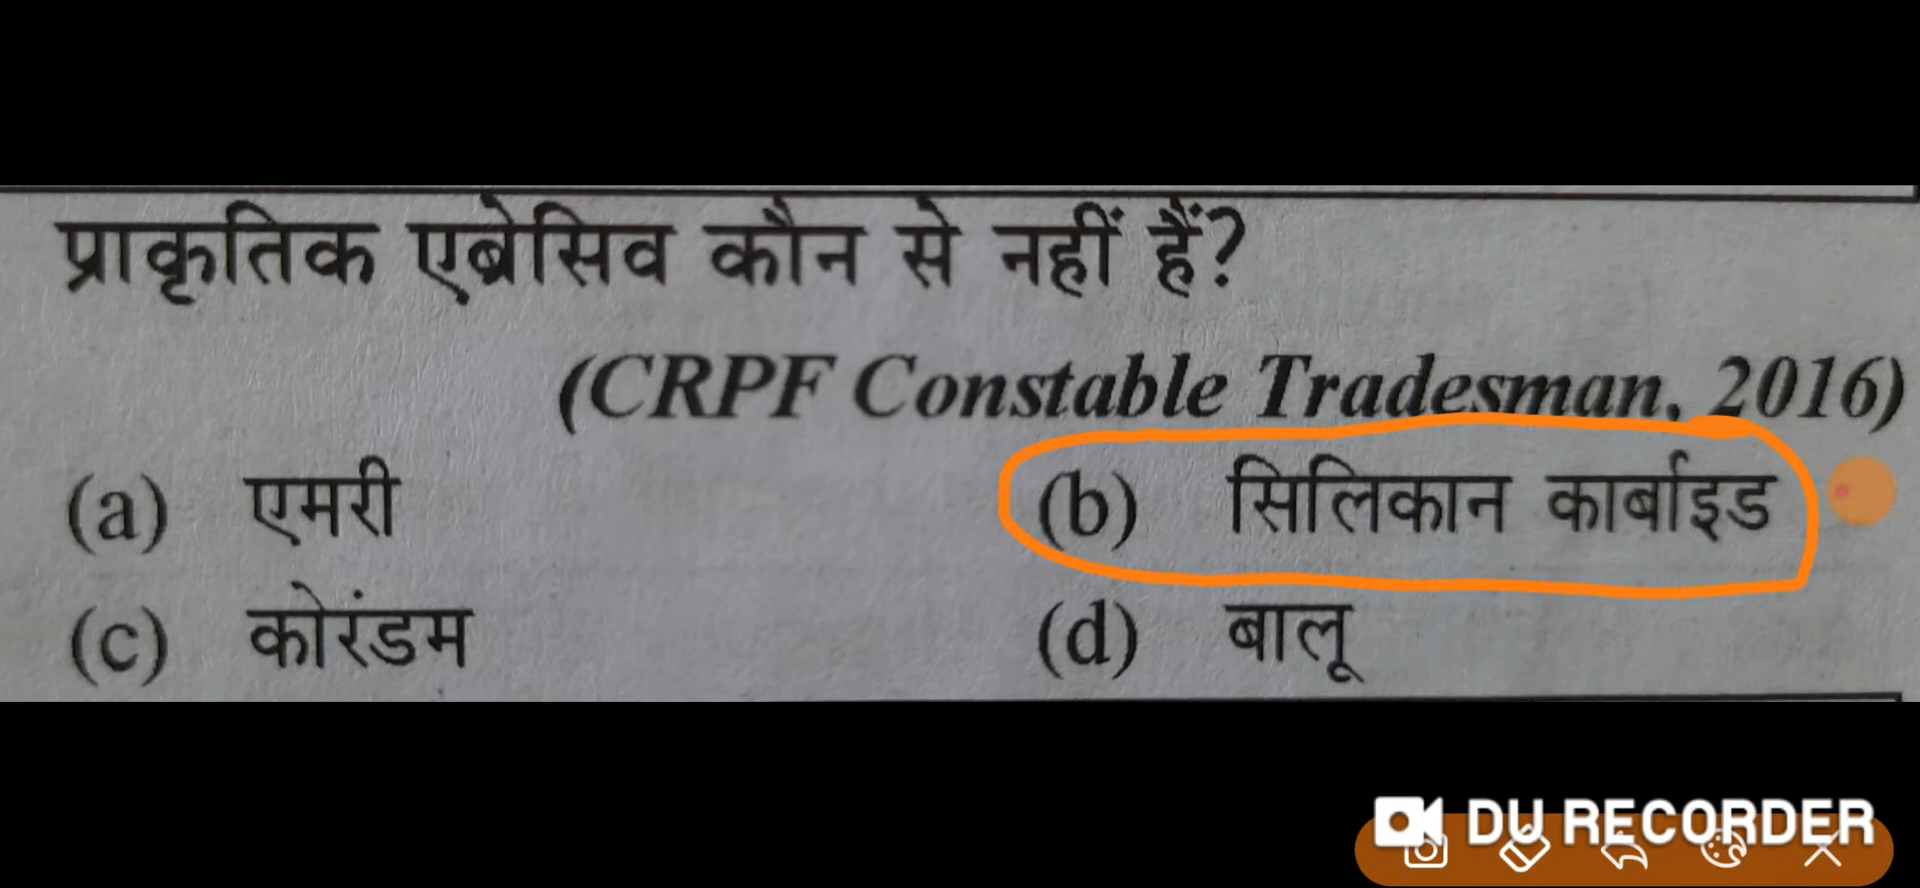 प्राकृतिक एब्रेसिव कौन से नहीं हैं?
(CRPF Constable Tradesman, 2016)
(a) एमरी (b) सिलिकान कार्बाइड
(c) कोरंडम (d) बालू
DU RECORDER